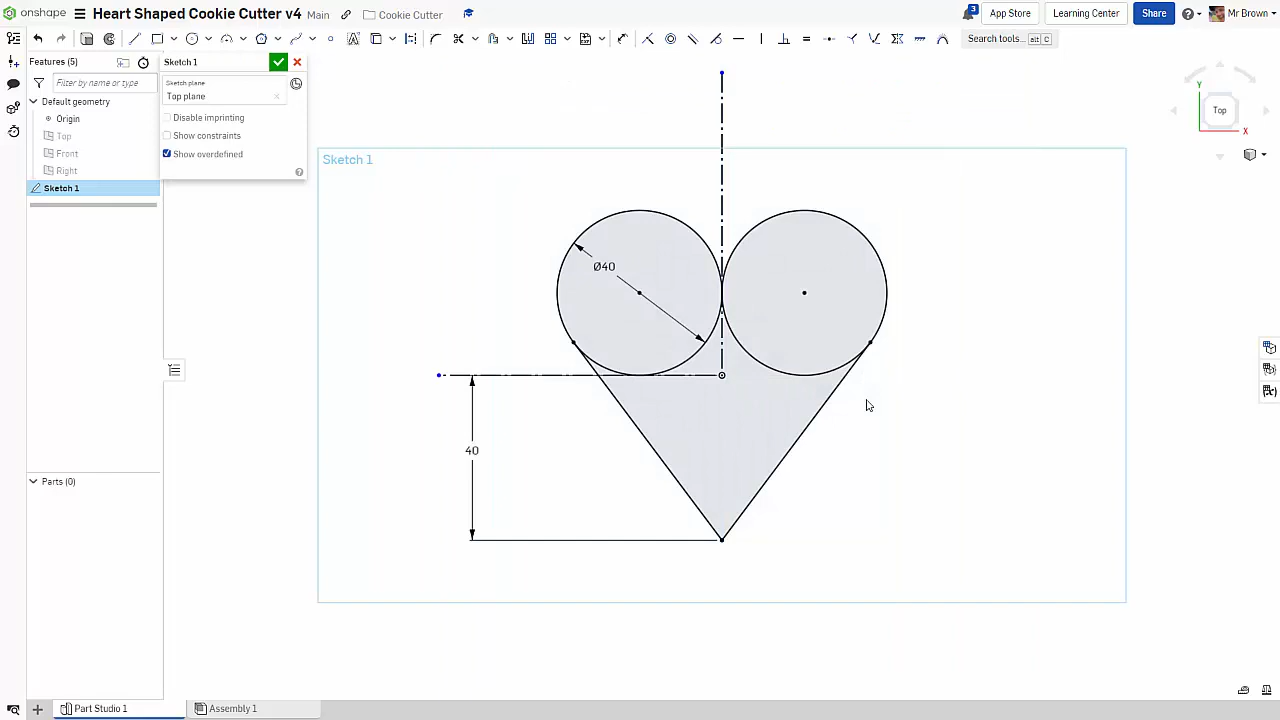 onshape Heart Shaped Cookie Cutter v4 Main Cookie Cutter 3 App Store Learning Center Share Mr Brown
Search tools... alt C
Features (5)
Filter by name or type
Default geometry
Origin
Top
Front
Right
Sketch 1
Sketch 1
Sketch plane
Top plane
Disable imprinting
Show constraints
Show overdefined
Sketch 1
Ø40
40
Y
Top
X
Parts (0)
Part Studio 1
Assembly 1